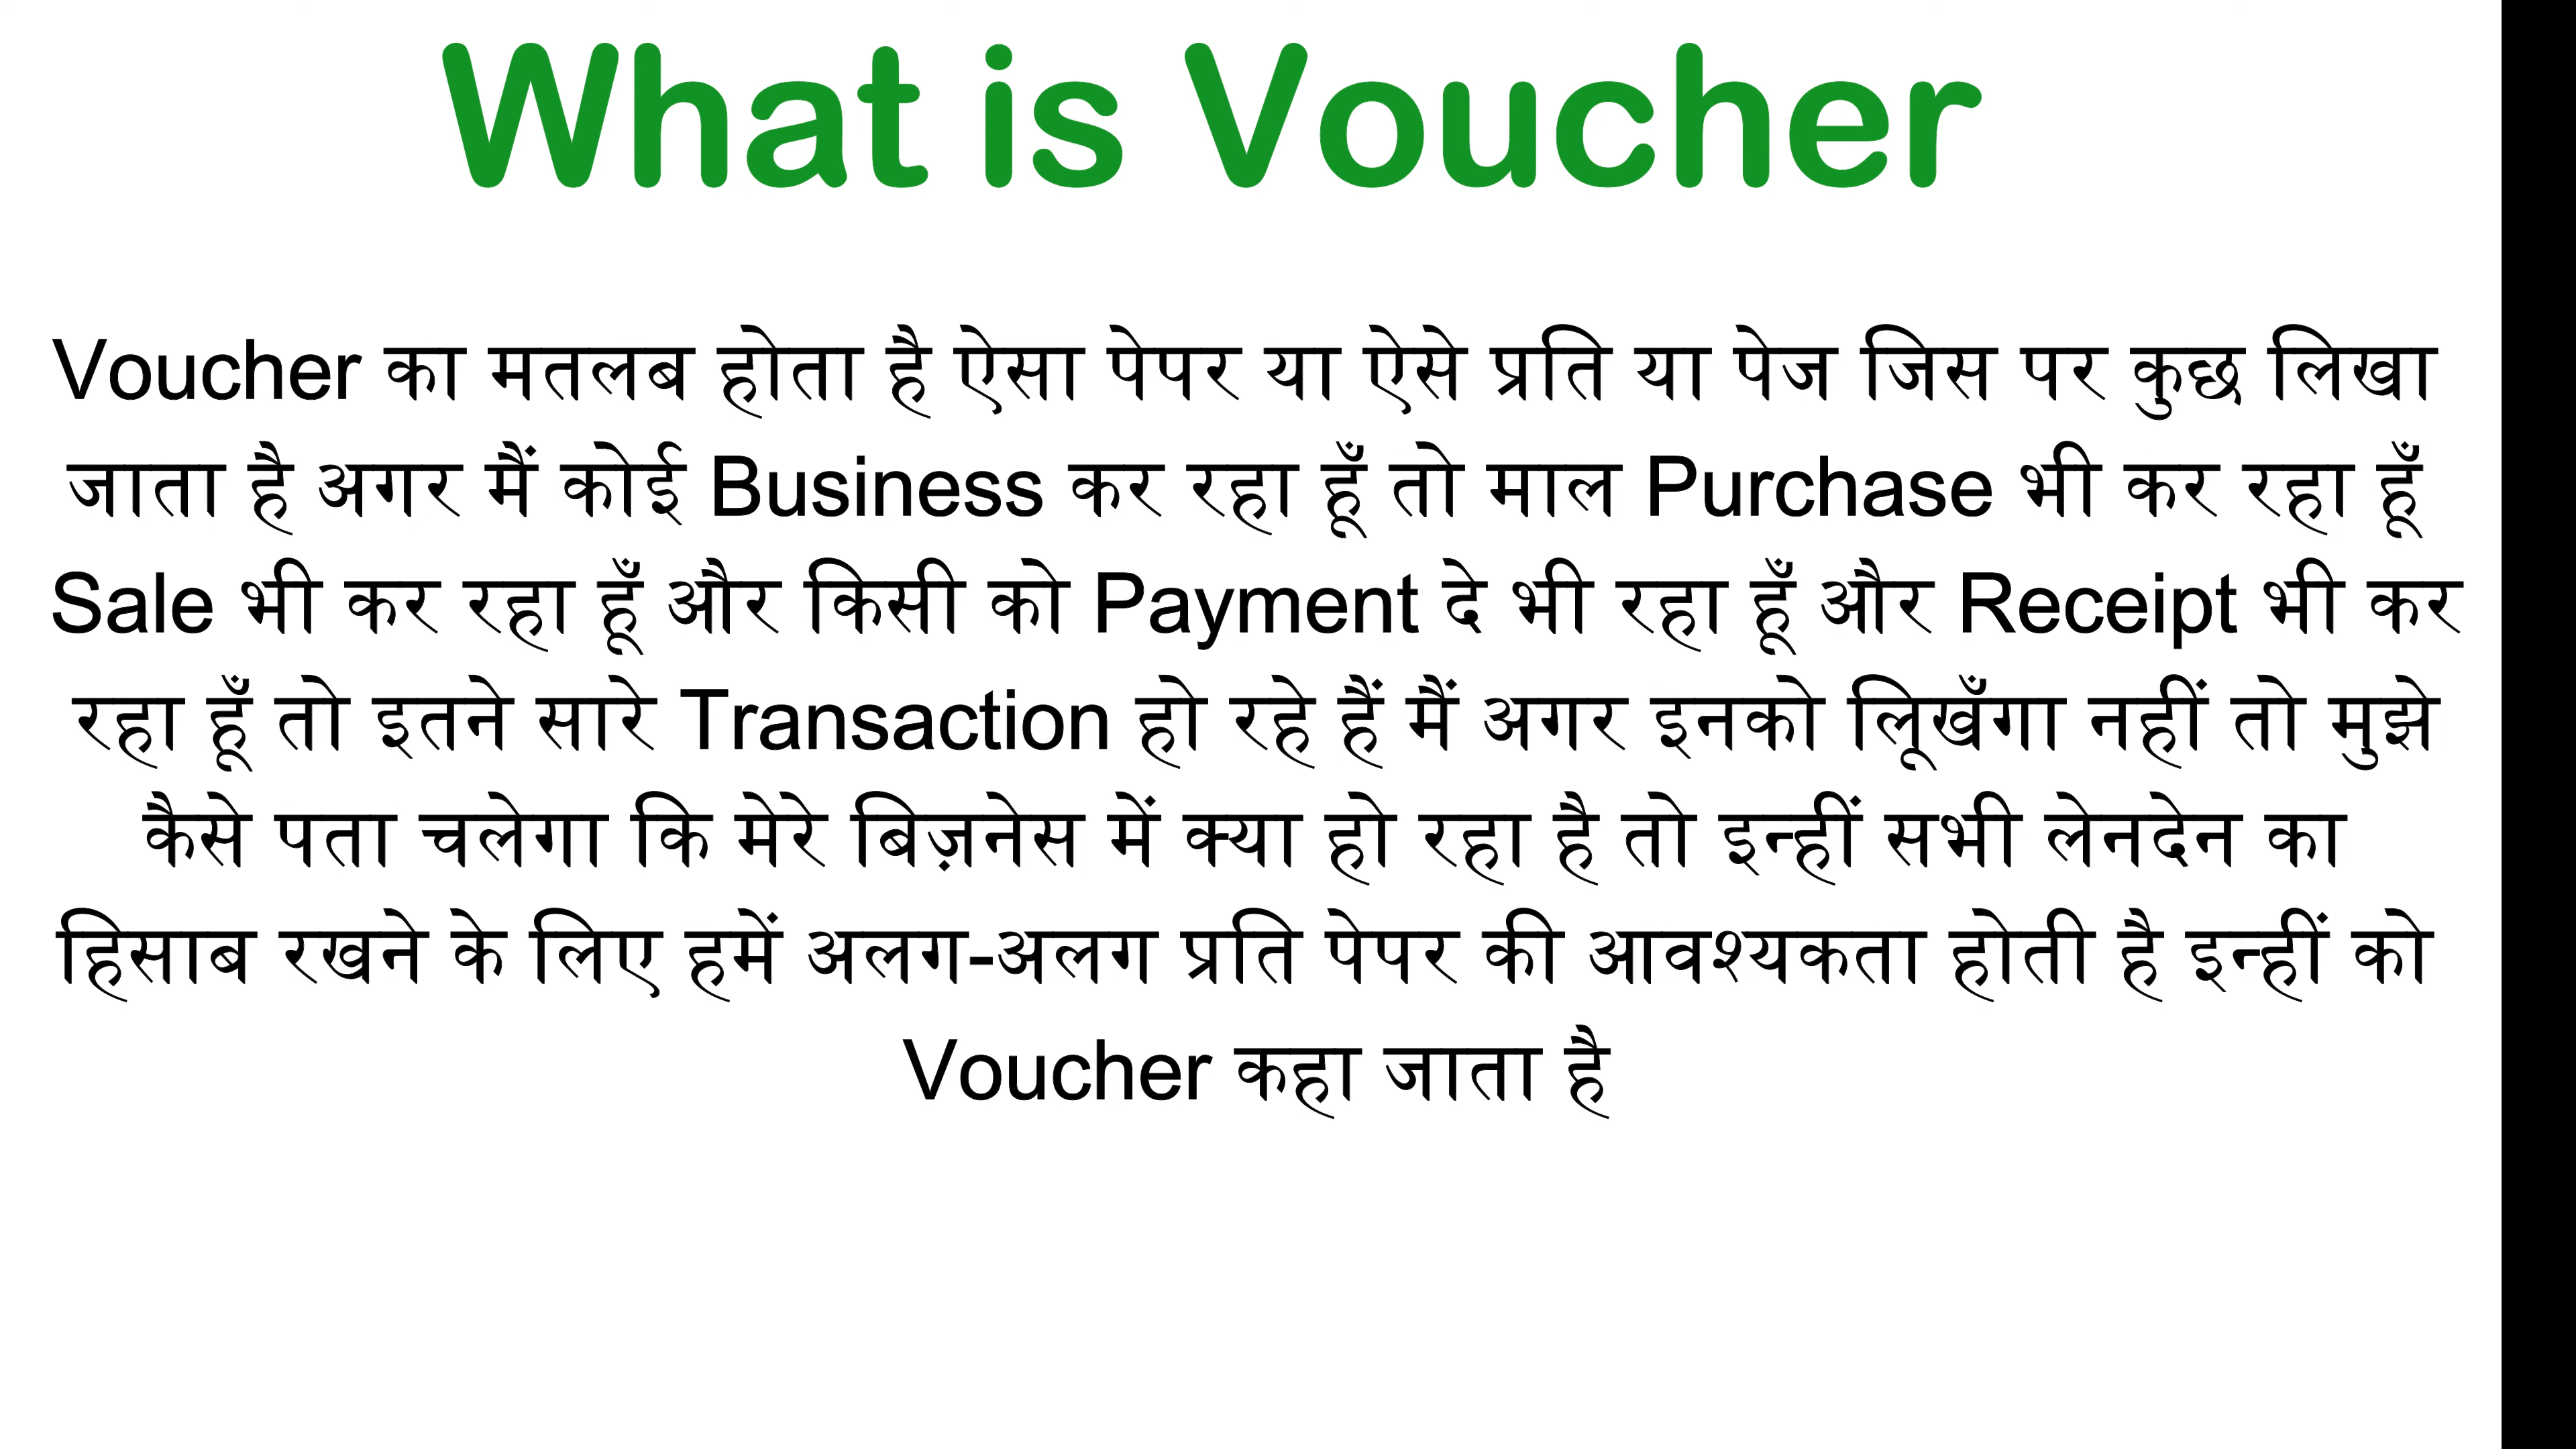 What is Voucher
Voucher का मतलब होता है ऐसा पेपर या ऐसे प्रति या पेज जिस पर कुछ लिखा
जाता है अगर मैं कोई Business कर रहा हूँ तो माल Purchase भी कर रहा हूँ
Sale भी कर रहा हूँ और किसी को Payment दे भी रहा हूँ और Receipt भी कर
रहा हूँ तो इतने सारे Transaction हो रहे हैं मैं अगर इनको लिूखँगा नहीं तो मुझे
कैसे पता चलेगा कि मेरे बिज़नेस में क्या हो रहा है तो इन्हीं सभी लेनदेन का
हिसाब रखने के लिए हमें अलग-अलग प्रति पेपर की आवश्यकता होती है इन्हीं को
Voucher कहा जाता है